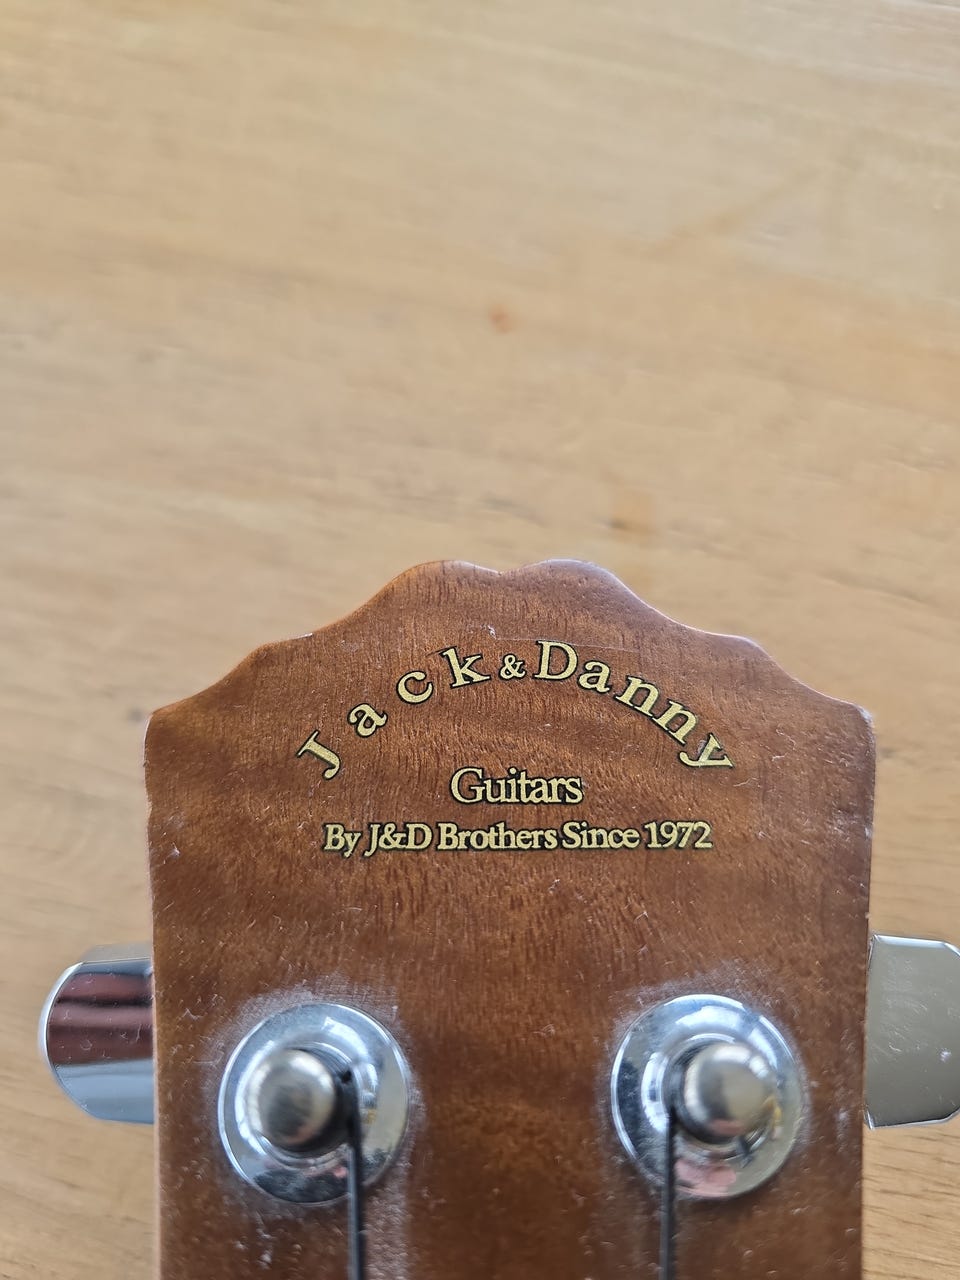 Jack & Danny
Guitars
By J&D Brothers Since 1972